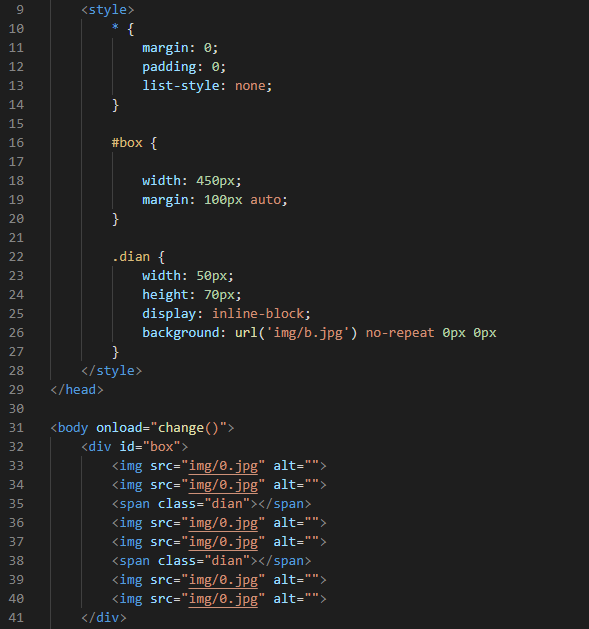 9 <style>
10 * {
11 margin: 0;
12 padding: 0;
13 list-style: none;
14 }
15
16 #box {
17
18 width: 450px;
19 margin: 100px auto;
20 }
21
22 .dian {
23 width: 50px;
24 height: 70px;
25 display: inline-block;
26 background: url('img/b.jpg') no-repeat 0px 0px
27 }
28 </style>
29 </head>
30
31 <body onload="change()">
32 <div id="box">
33 <img src="img/0.jpg" alt="">
34 <img src="img/0.jpg" alt="">
35 <span class="dian"></span>
36 <img src="img/0.jpg" alt="">
37 <img src="img/0.jpg" alt="">
38 <span class="dian"></span>
39 <img src="img/0.jpg" alt="">
40 <img src="img/0.jpg" alt="">
41 </div>